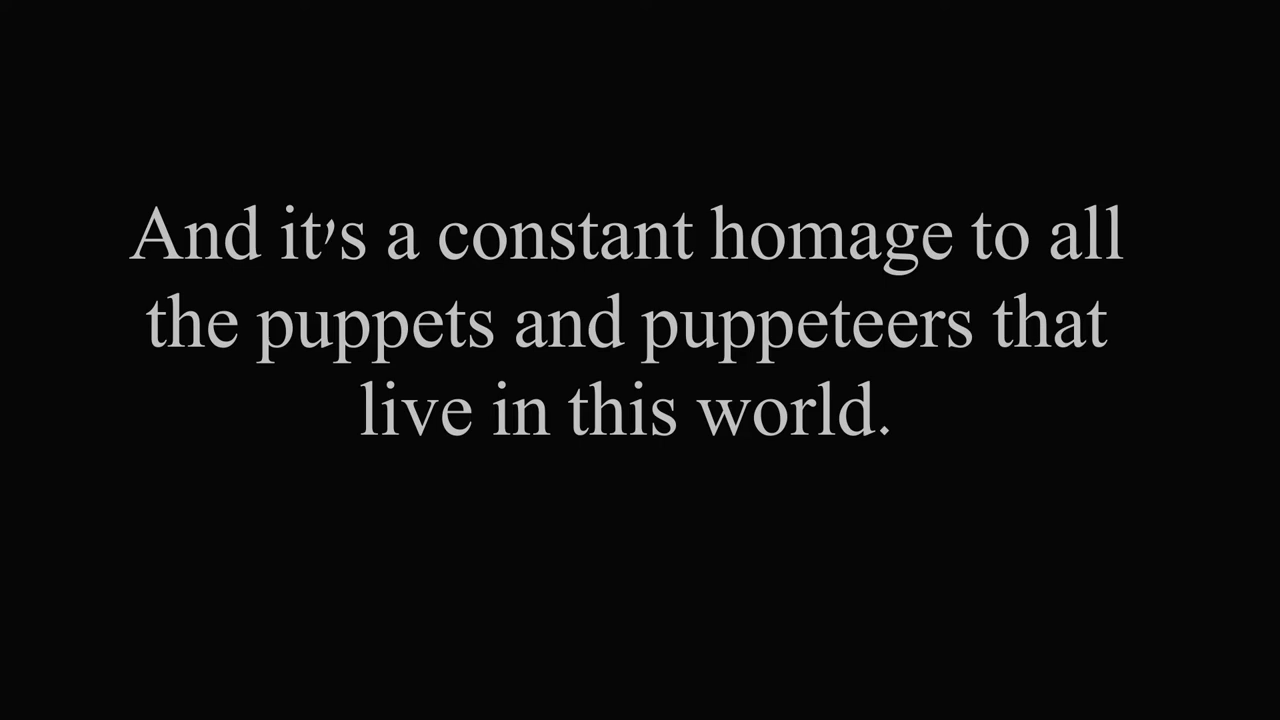 And it's a constant homage to all
the puppets and puppeteers that
live in this world.